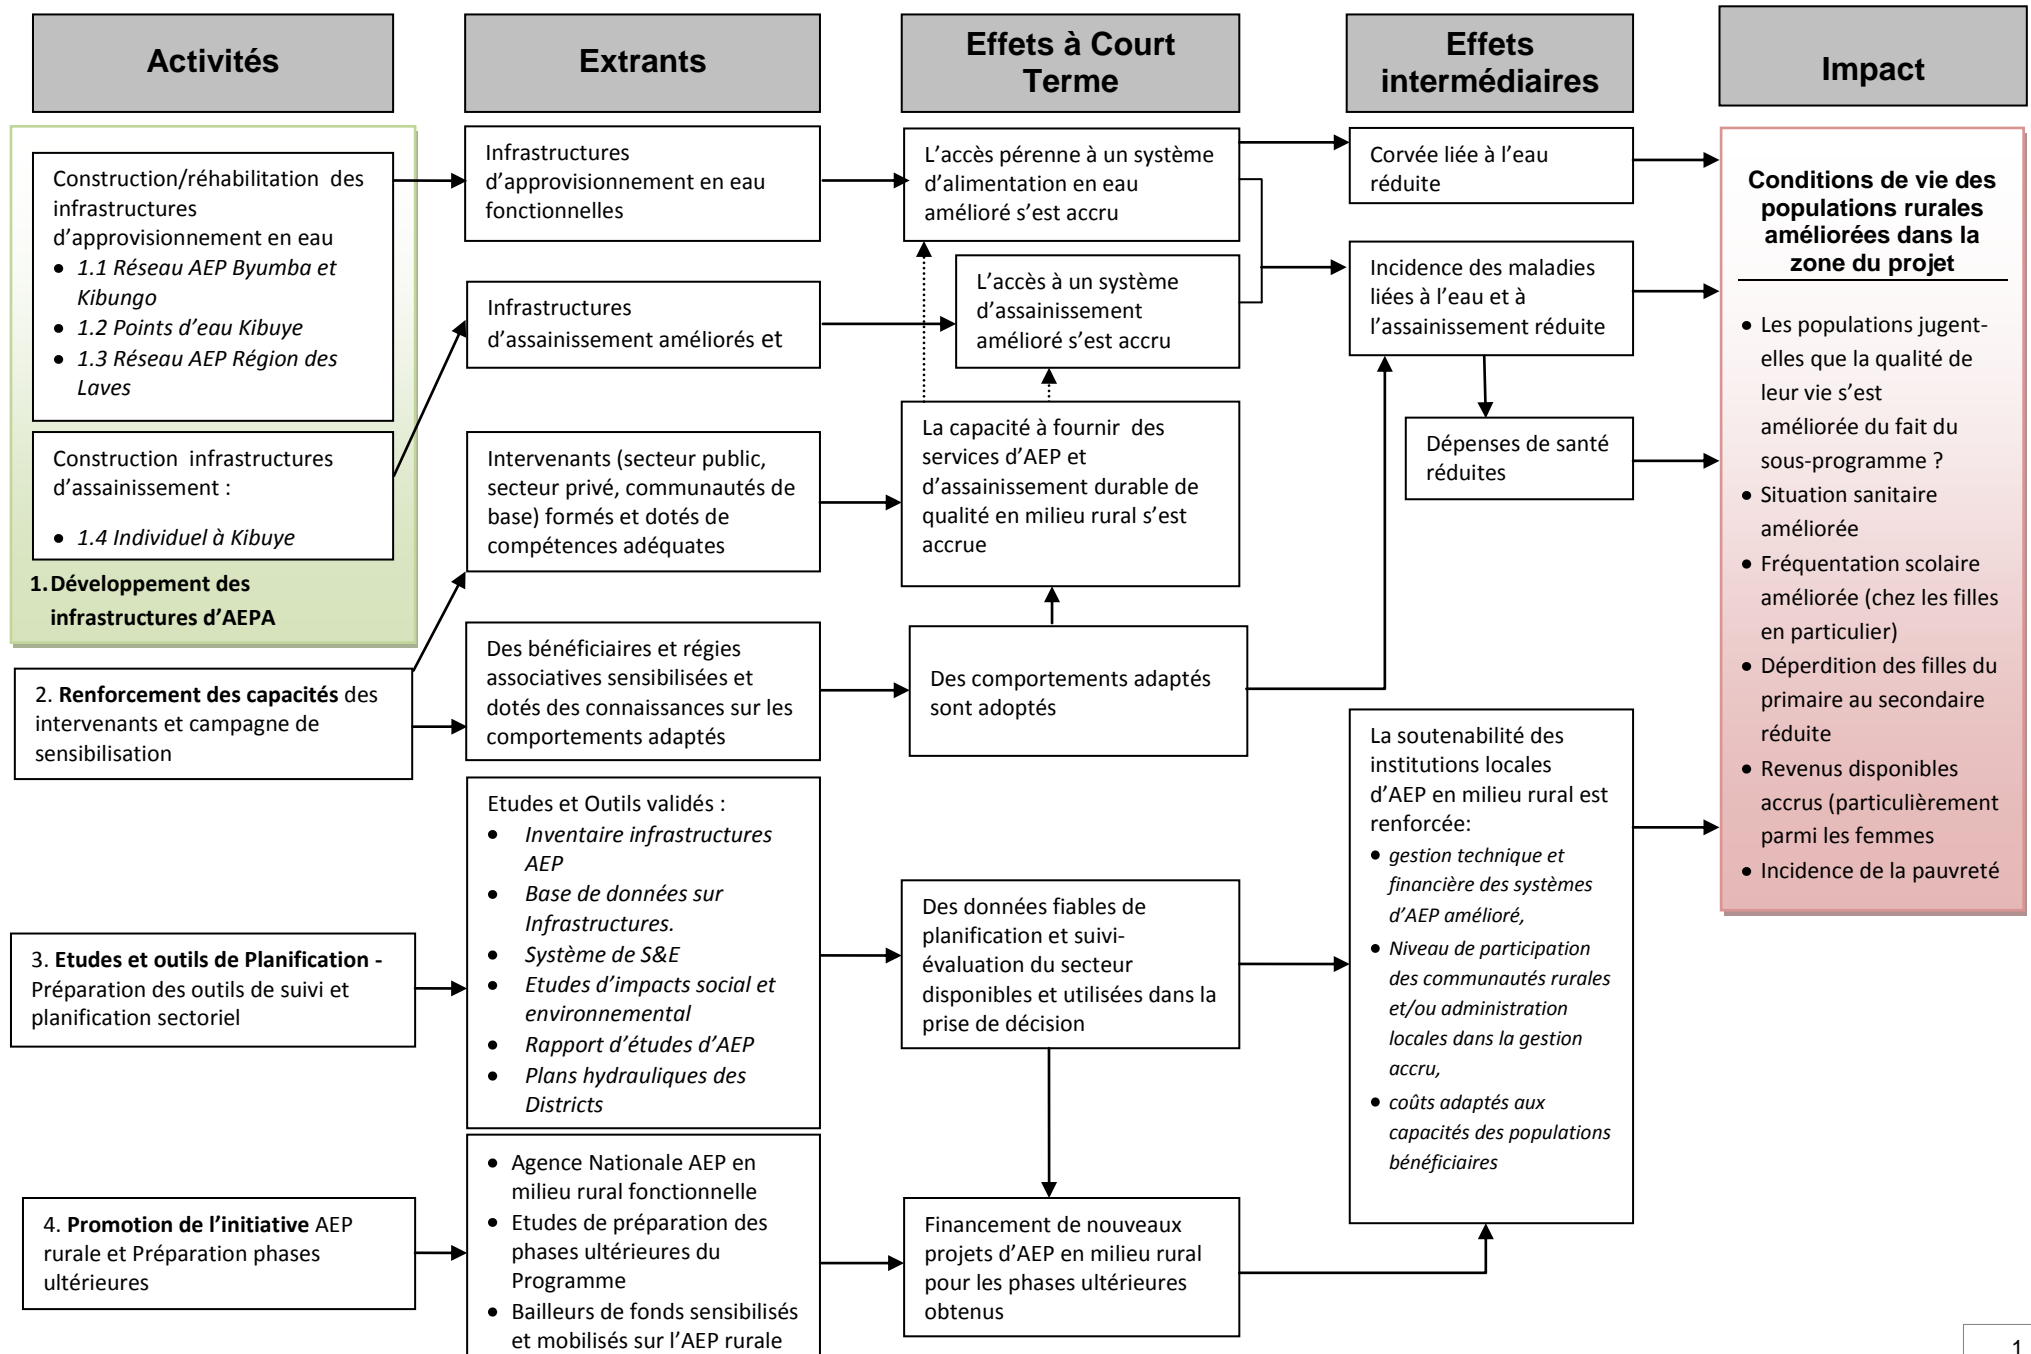 Activités
Extrants
Effets à Court
Terme
Effets
intermédiaires
Impact
Construction/réhabilitation des
infrastructures
d’approvisionnement en eau
• 1.1 Réseau AEP Byumba et
Kibungo
• 1.2 Points d’eau Kibuye
• 1.3 Réseau AEP Région des
Laves
Construction infrastructures
d’assainissement :
• 1.4 Individuel à Kibuye
1. Développement des
infrastructures d’AEPA
2. Renforcement des capacités des
intervenants et campagne de
sensibilisation
3. Etudes et outils de Planification -
Préparation des outils de suivi et
planification sectoriel
4. Promotion de l’initiative AEP
rurale et Préparation phases
ultérieures
Infrastructures
d’approvisionnement en eau
fonctionnelles
Infrastructures
d’assainissement améliorés et
Intervenants (secteur public,
secteur privé, communautés de
base) formés et dotés de
compétences adéquates
Des bénéficiaires et régies
associatives sensibilisées et
dotés des connaissances sur les
comportements adaptés
Etudes et Outils validés :
• Inventaire infrastructures
AEP
• Base de données sur
Infrastructures.
• Système de S&E
• Etudes d’impacts social et
environnemental
• Rapport d’études d’AEP
• Plans hydrauliques des
Districts
• Agence Nationale AEP en
milieu rural fonctionnelle
• Etudes de préparation des
phases ultérieures du
Programme
• Bailleurs de fonds sensibilisés
et mobilisés sur l’AEP rurale
L’accès pérenne à un système
d’alimentation en eau
amélioré s’est accru
L’accès à un système
d’assainissement
amélioré s’est accru
La capacité à fournir des
services d’AEP et
d’assainissement durable de
qualité en milieu rural s’est
accrue
Des comportements adaptés
sont adoptés
Des données fiables de
planification et suivi-
évaluation du secteur
disponibles et utilisées dans la
prise de décision
Financement de nouveaux
projets d’AEP en milieu rural
pour les phases ultérieures
obtenus
Corvée liée à l’eau
réduite
Incidence des maladies
liées à l’eau et à
l’assainissement réduite
Dépenses de santé
réduites
La soutenabilité des
institutions locales
d’AEP en milieu rural est
renforcée:
• gestion technique et
financière des systèmes
d’AEP amélioré,
• Niveau de participation
des communautés rurales
et/ou administration
locales dans la gestion
accru,
• coûts adaptés aux
capacités des populations
bénéficiaires
Conditions de vie des
populations rurales
améliorées dans la
zone du projet
• Les populations jugent-
elles que la qualité de
leur vie s’est
améliorée du fait du
sous-programme ?
• Situation sanitaire
améliorée
• Fréquentation scolaire
améliorée (chez les filles
en particulier)
• Déperdition des filles du
primaire au secondaire
réduite
• Revenus disponibles
accrus (particulièrement
parmi les femmes
• Incidence de la pauvreté
1